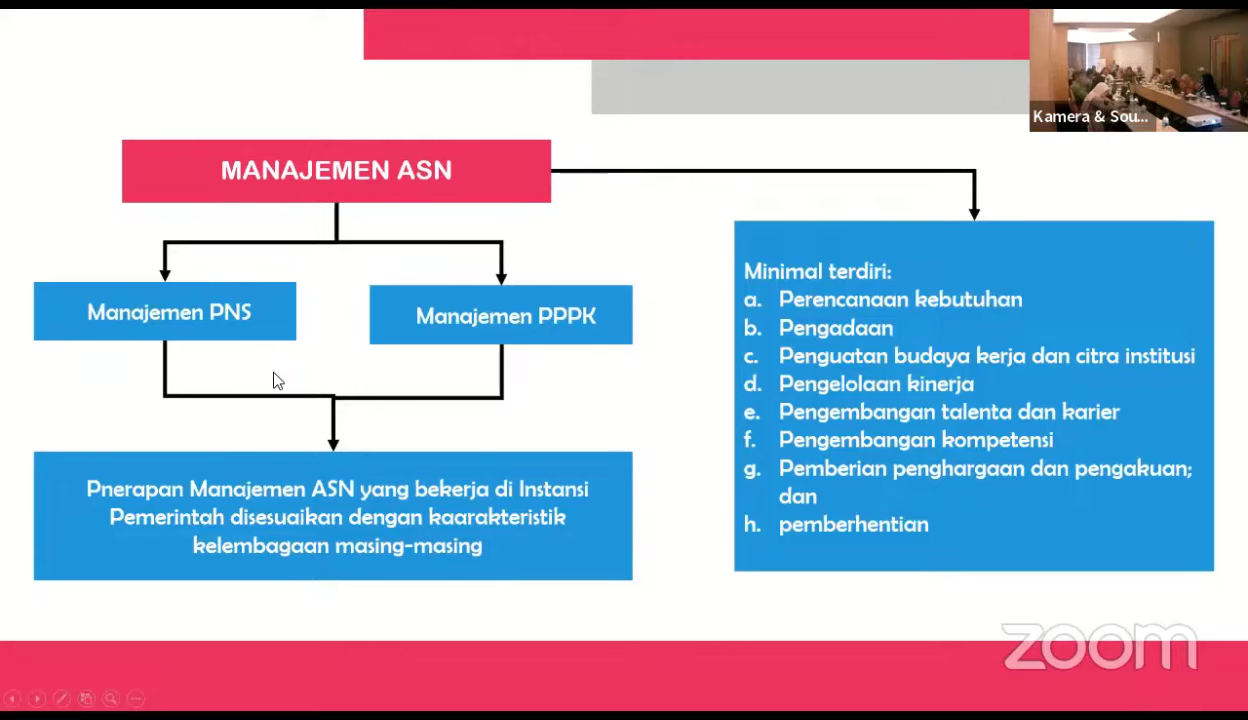 Kamera & Sou...
MANAJEMEN ASN
Manajemen PNS
Manajemen PPPK
Pnerapan Manajemen ASN yang bekerja di Instansi
Pemerintah disesuaikan dengan kaarakteristik
kelembagaan masing-masing
Minimal terdiri:
a. Perencanaan kebutuhan
b. Pengadaan
c. Penguatan budaya kerja dan citra institusi
d. Pengelolaan kinerja
e. Pengembangan talenta dan karier
f. Pengembangan kompetensi
g. Pemberian penghargaan dan pengakuan;
dan
h. pemberhentian
zoom